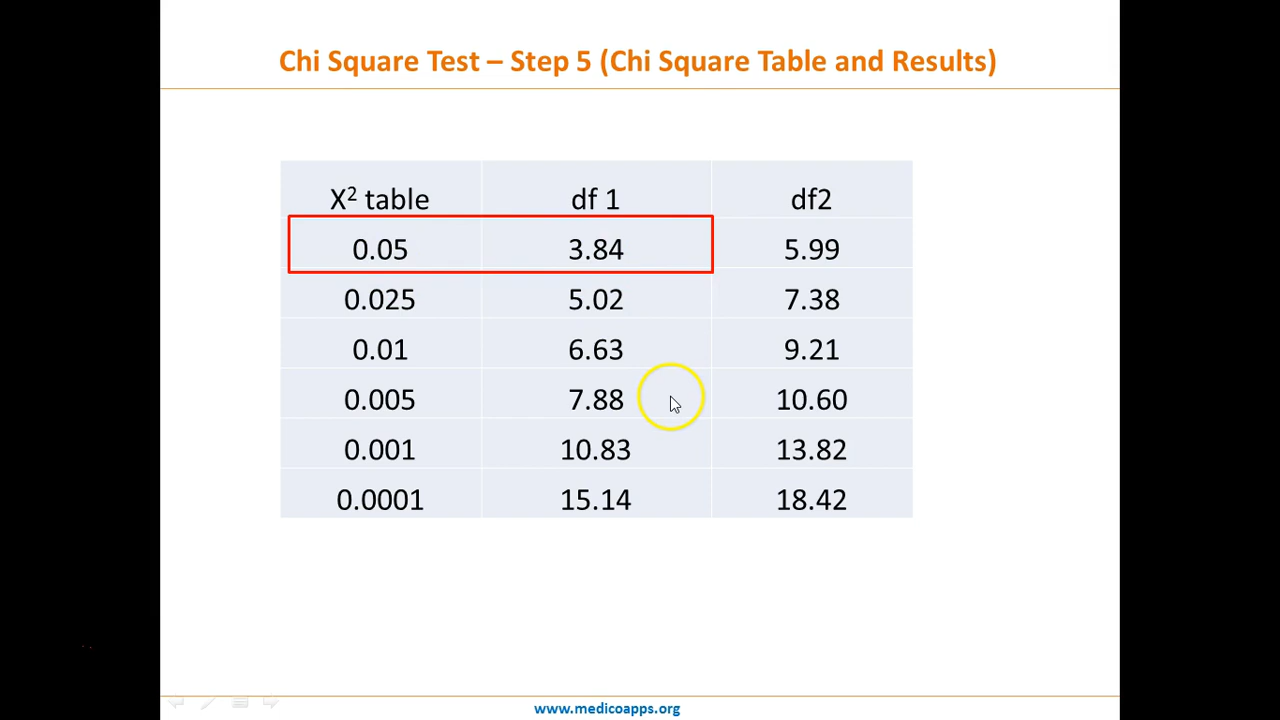 Chi Square Test – Step 5 (Chi Square Table and Results)
X² table df 1 df2
0.05 3.84 5.99
0.025 5.02 7.38
0.01 6.63 9.21
0.005 7.88 10.60
0.001 10.83 13.82
0.0001 15.14 18.42
www.medicoapps.org